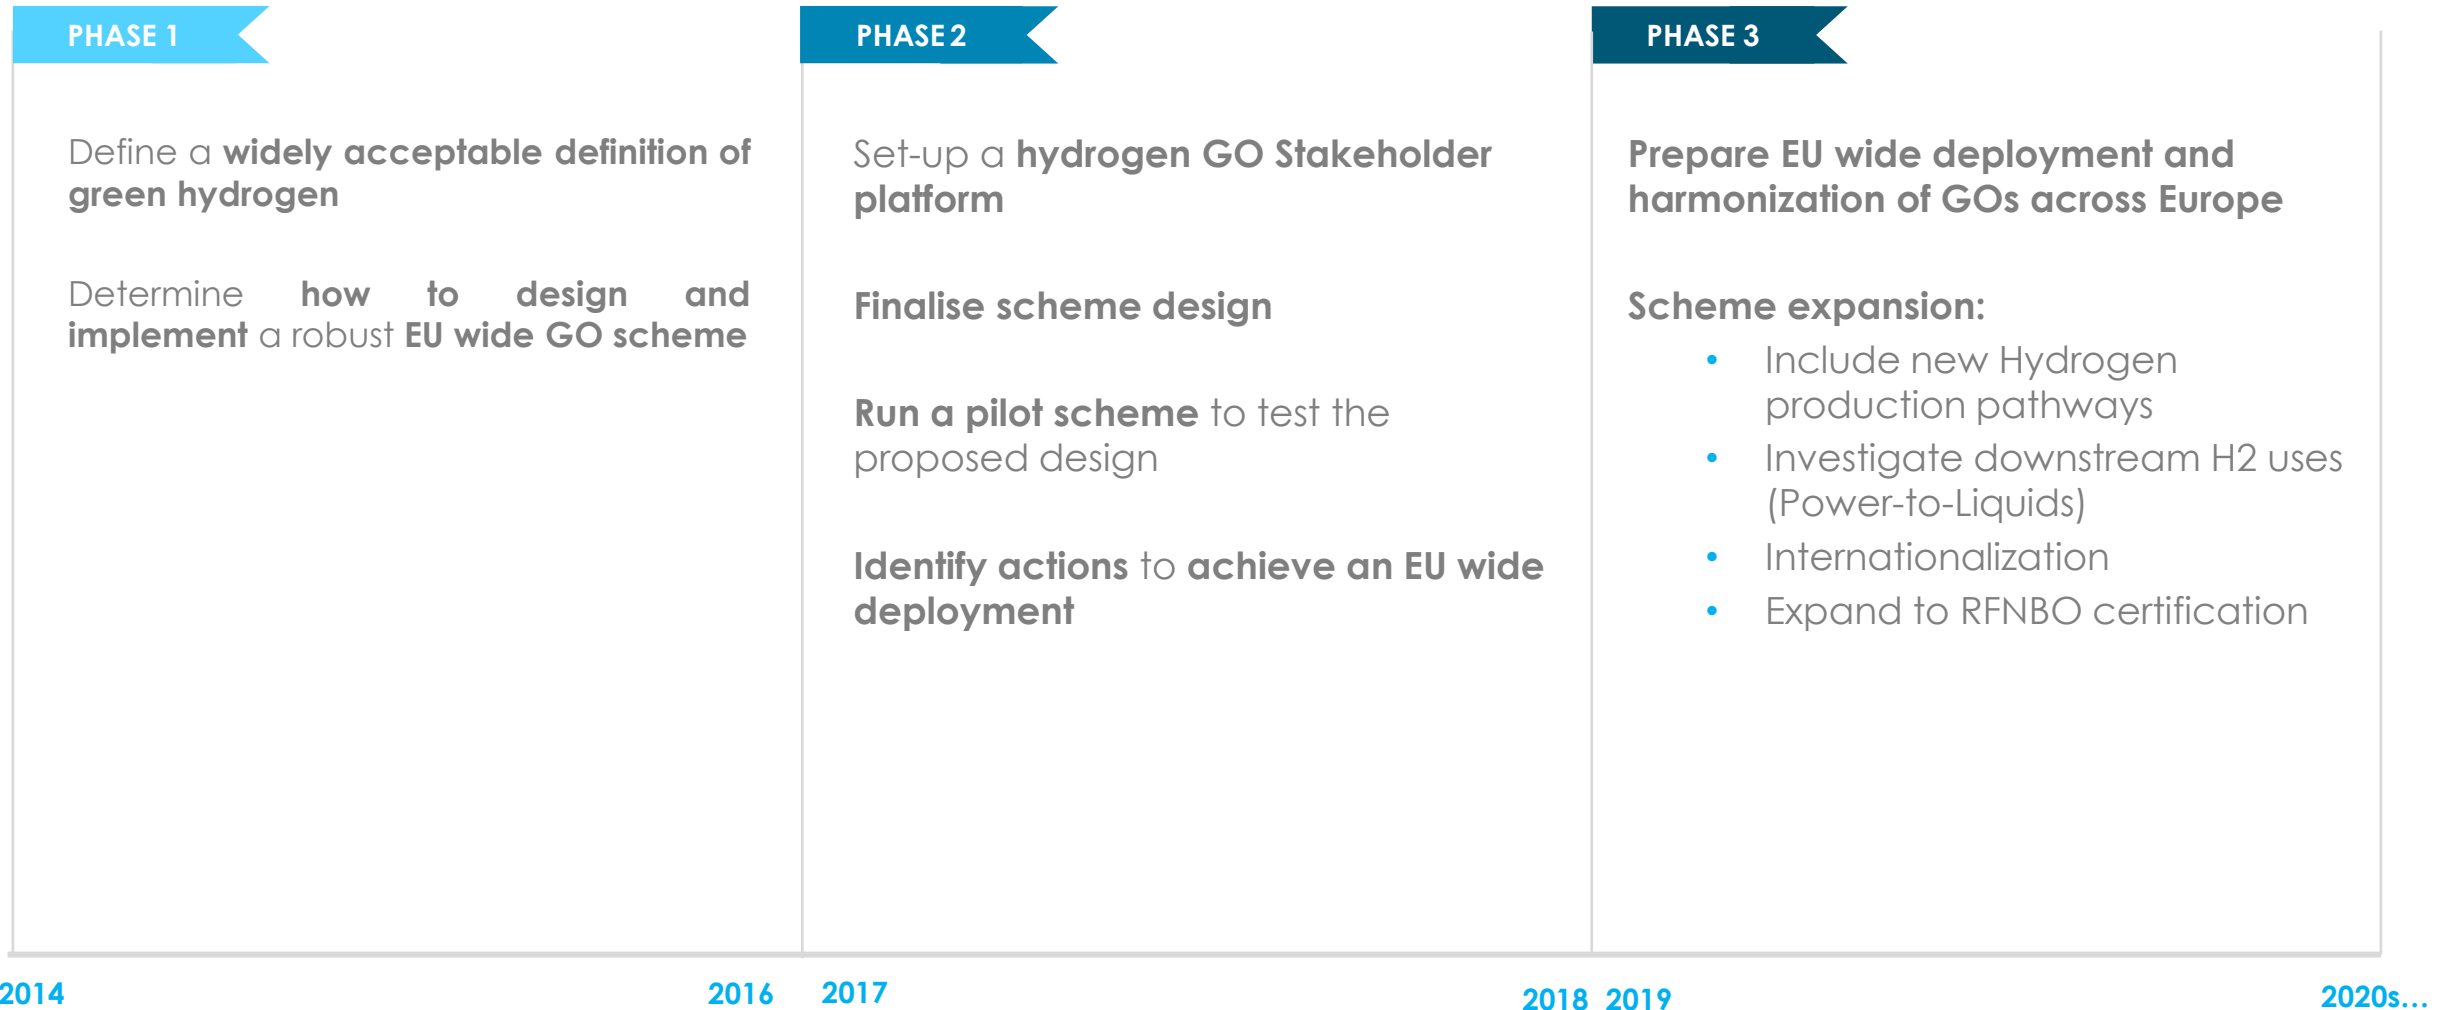 PHASE 1
Define a widely acceptable definition of
green hydrogen
Determine how to design and
implement a robust EU wide GO scheme
PHASE 2
Set-up a hydrogen GO Stakeholder
platform
Finalise scheme design
Run a pilot scheme to test the
proposed design
Identify actions to achieve an EU wide
deployment
PHASE 3
Prepare EU wide deployment and
harmonization of GOs across Europe
Scheme expansion:
• Include new Hydrogen
production pathways
• Investigate downstream H2 uses
(Power-to-Liquids)
• Internationalization
• Expand to RFNBO certification
2014
2016
2017
2018
2019
2020s...